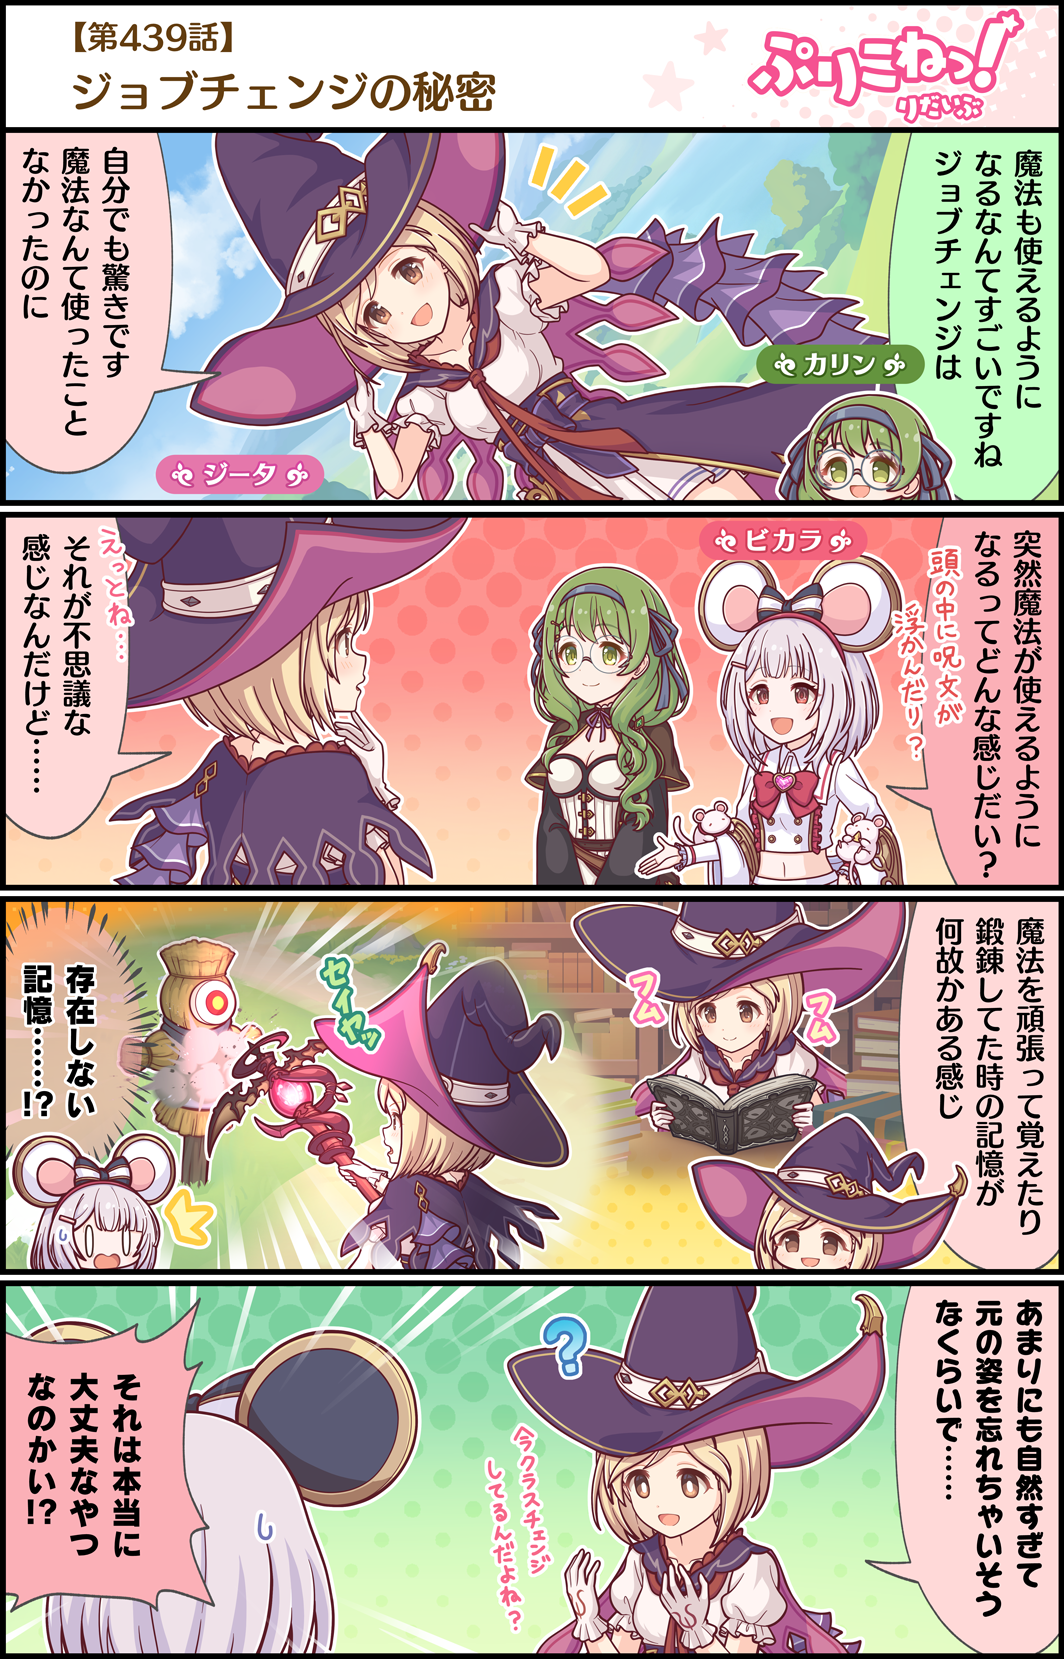 【第439話】
ジョブチェンジの秘密
ぷりこねっ!
りだいぶ
魔法も使えるように
なるなんてすごいですね
ジョブチェンジは
カリン
自分でも驚きです
魔法なんて使ったこと
なかったのに
ジータ
突然魔法が使えるように
なるってどんな感じだい?
頭の中に呪文が
浮かんだり?
ビカラ
えっとね…
それが不思議な
感じなんだけど……
魔法を頑張って覚えたり
鍛錬してた時の記憶が
何故かある感じ
フム
フム
セイヤッ
存在しない
記憶……!?
あまりにも自然すぎて
元の姿を忘れちゃいそう
なくらいで……
?
今クラスチェンジ
してるんだよね?
それは本当に
大丈夫なやつ
なのかい!?